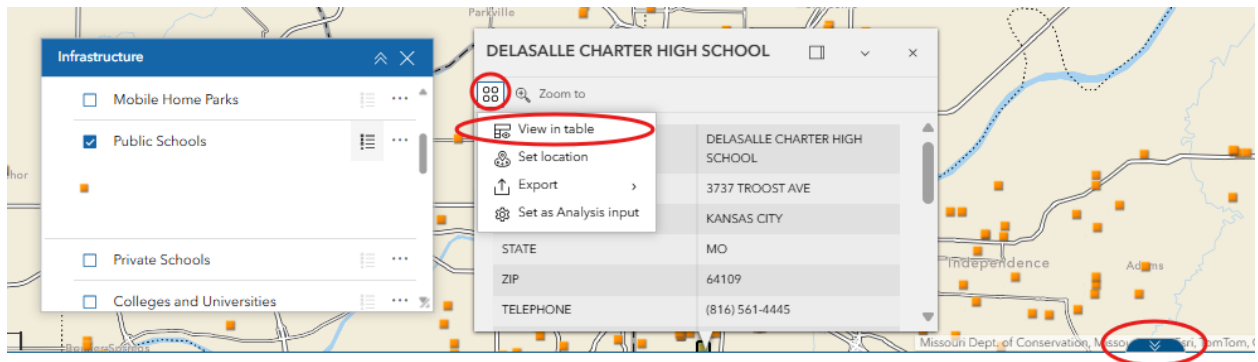 Parkville
Infrastructure
Mobile Home Parks
Public Schools
Private Schools
Colleges and Universities
DELASALLE CHARTER HIGH SCHOOL
Zoom to
View in table
Set location
Export
Set as Analysis input
DELASALLE CHARTER HIGH
SCHOOL
3737 TROOST AVE
KANSAS CITY
STATE MO
ZIP 64109
TELEPHONE (816) 561-4445
Independence
Missouri Dept. of Conservation,